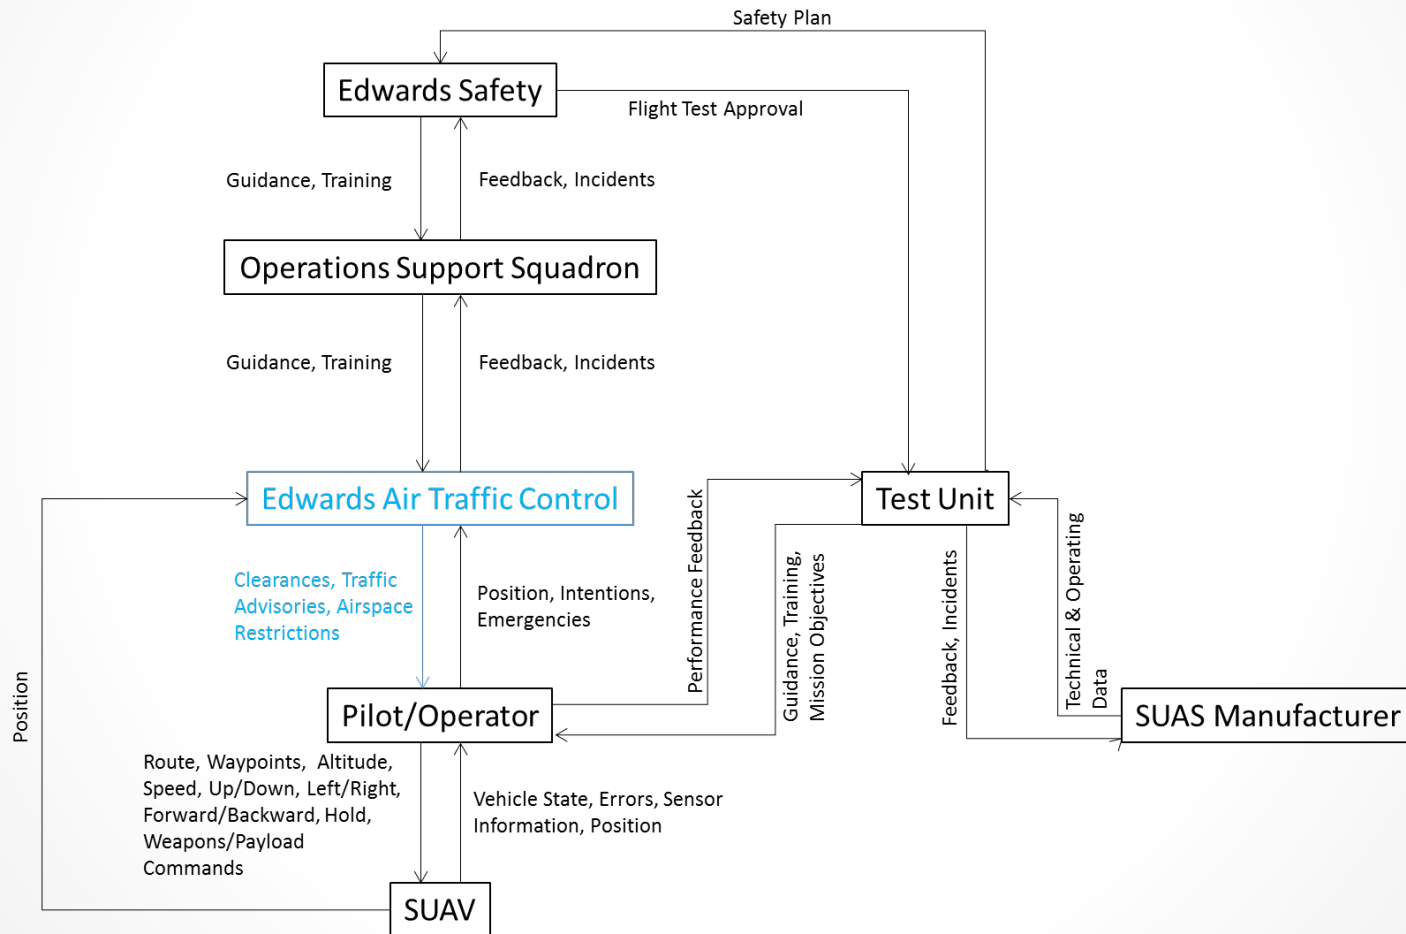 Safety Plan
Edwards Safety
Flight Test Approval
Guidance, Training
Feedback, Incidents
Operations Support Squadron
Guidance, Training
Feedback, Incidents
Edwards Air Traffic Control
Test Unit
Clearances, Traffic
Advisories, Airspace
Restrictions
Position, Intentions,
Emergencies
Performance Feedback
Guidance, Training,
Mission Objectives
Feedback, Incidents
Technical & Operating
Data
Position
Pilot/Operator
SUAS Manufacturer
Route, Waypoints, Altitude,
Speed, Up/Down, Left/Right,
Forward/Backward, Hold,
Weapons/Payload
Commands
Vehicle State, Errors, Sensor
Information, Position
SUAV